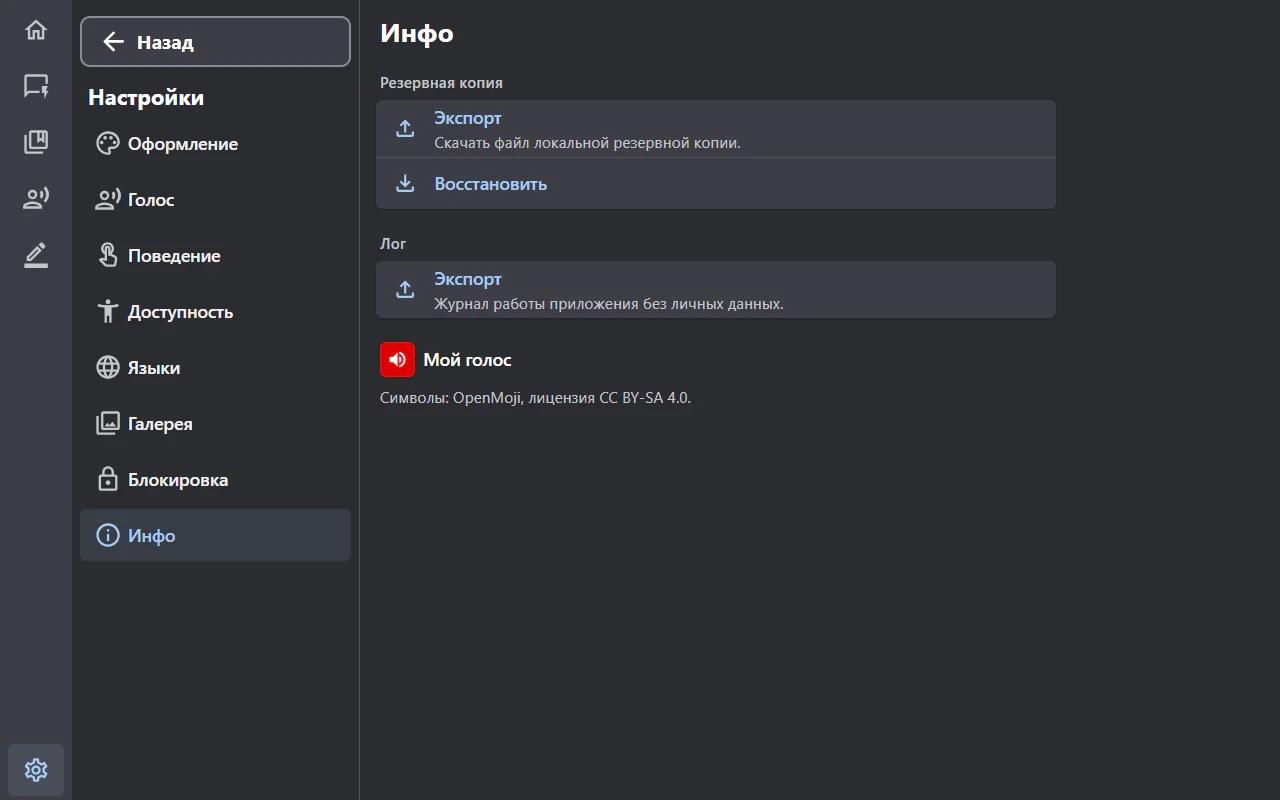 Назад
Настройки
Оформление
Голос
Поведение
Доступность
Языки
Галерея
Блокировка
Инфо
Инфо
Резервная копия
Экспорт
Скачать файл локальной резервной копии.
Восстановить
Лог
Экспорт
Журнал работы приложения без личных данных.
Мой голос
Символы: OpenMoji, лицензия CC BY-SA 4.0.